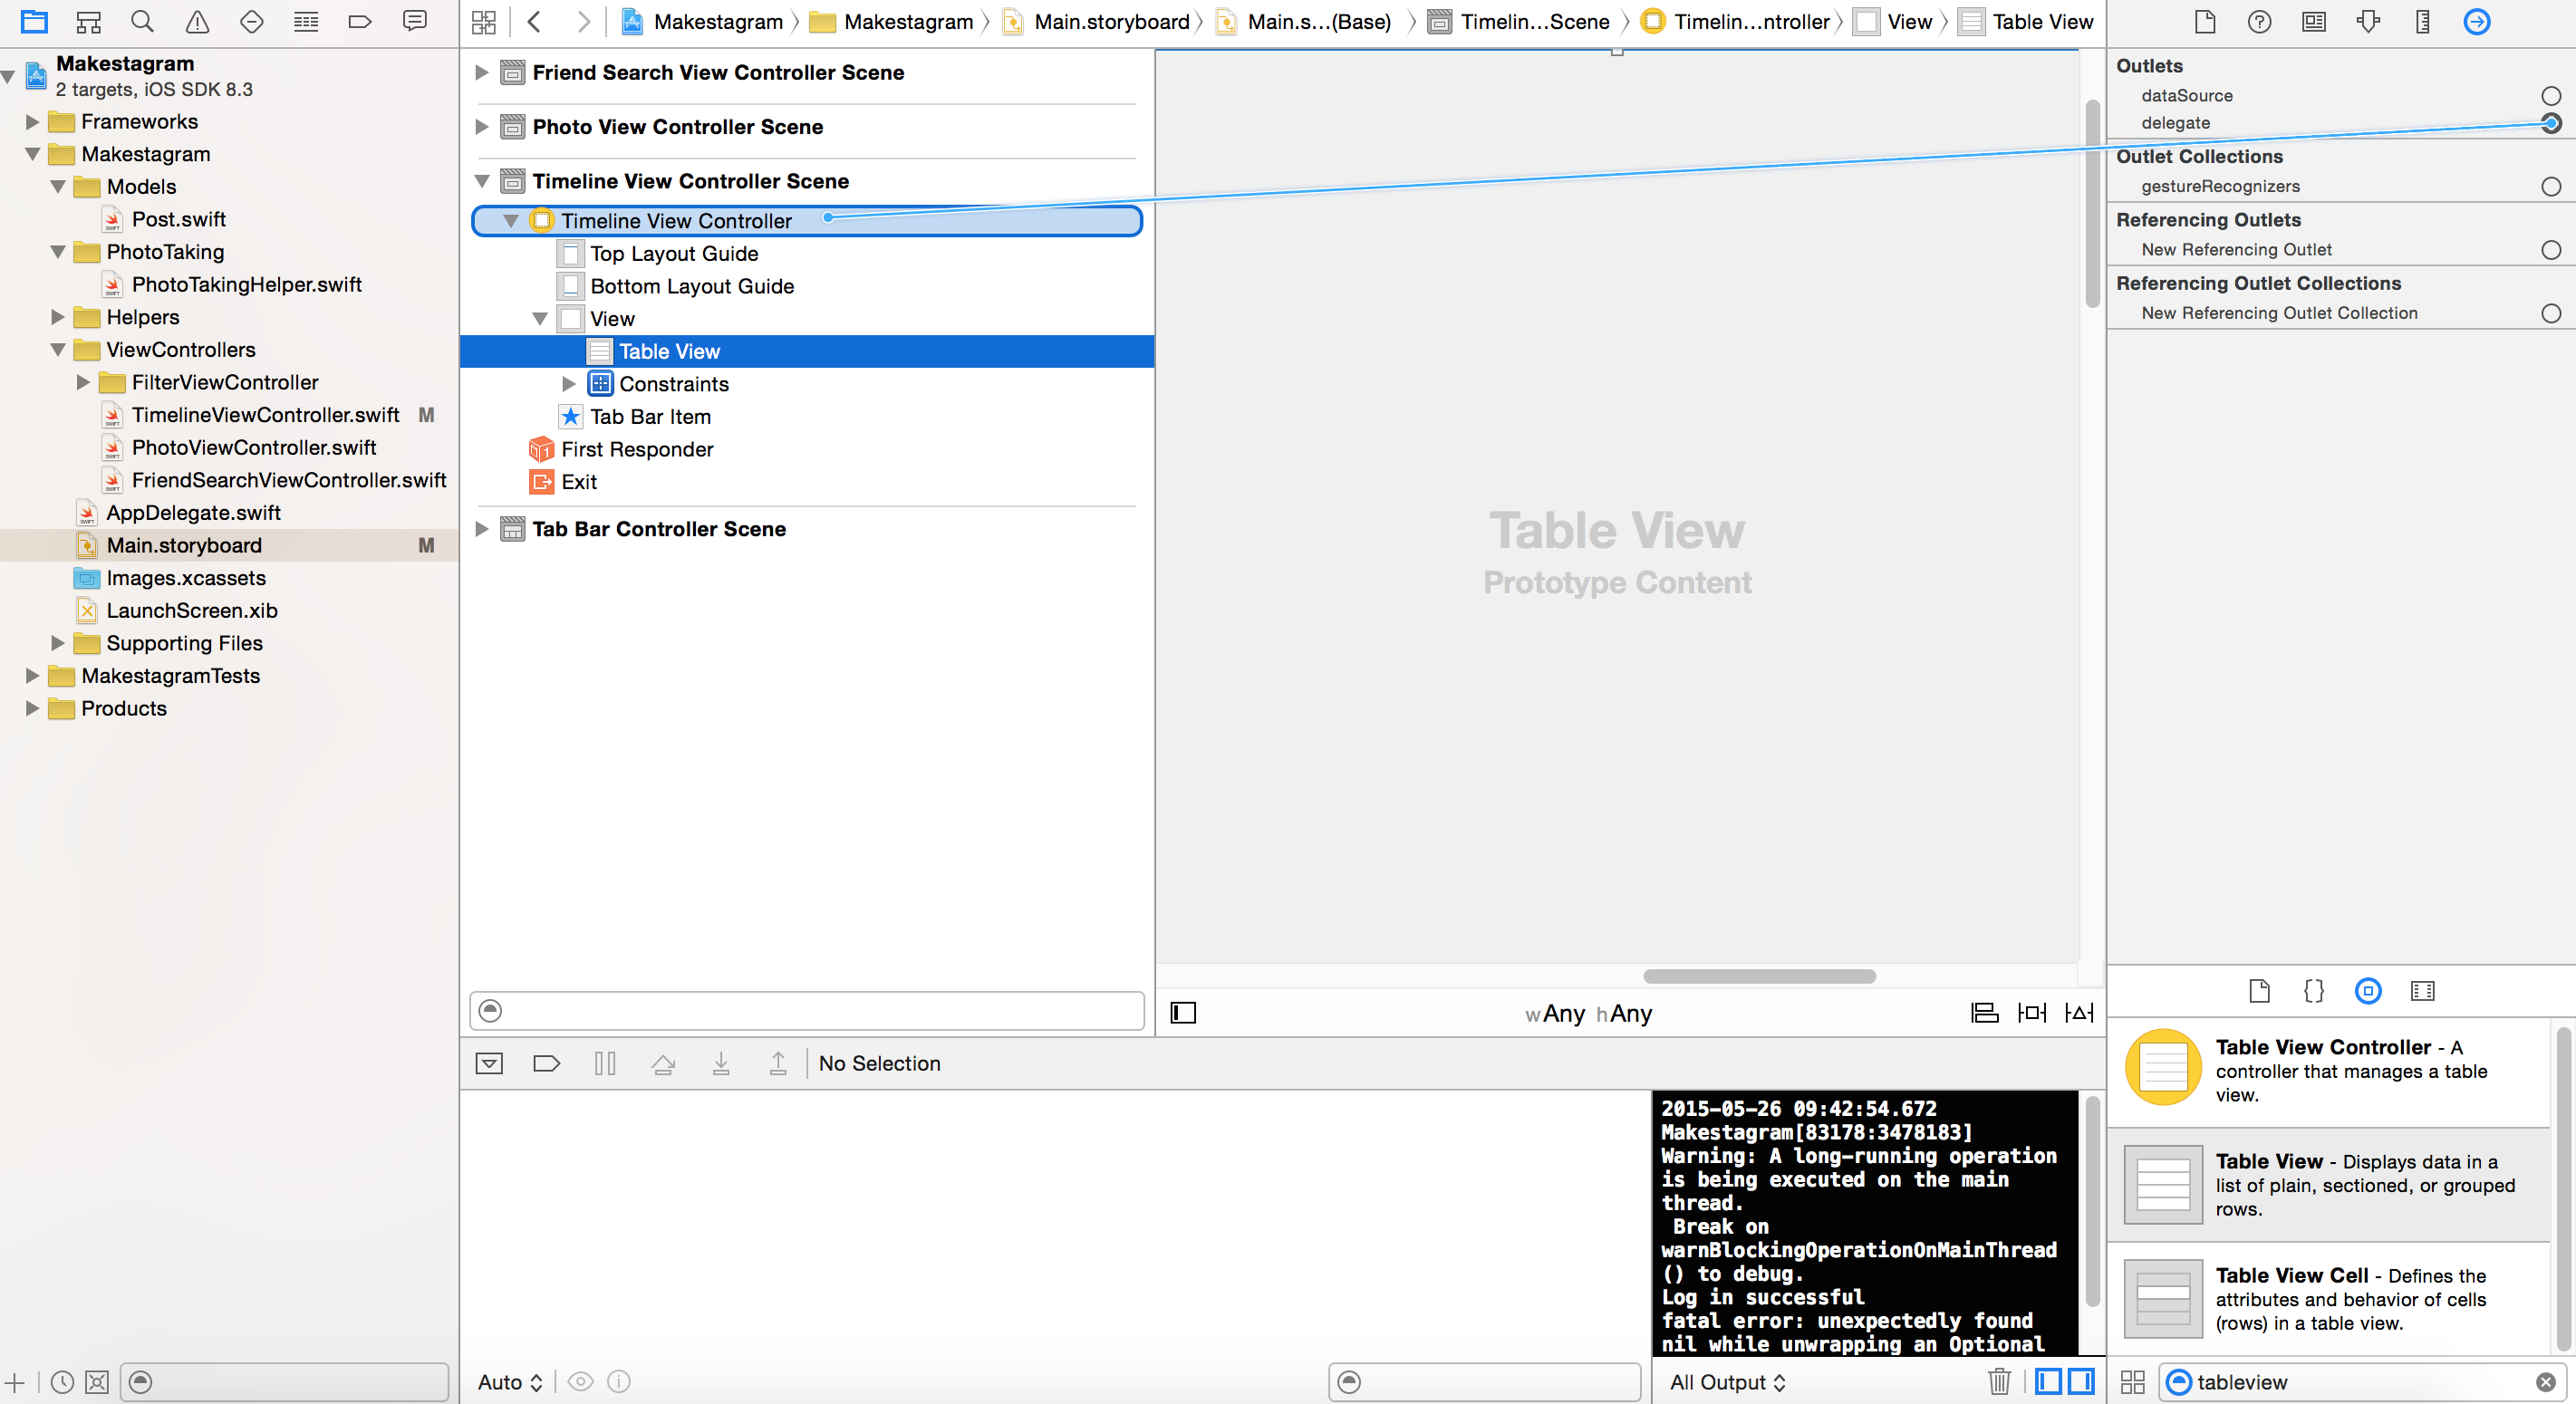 Makestagram
Makestagram
Main.storyboard
Main.s...(Base)
Timelin...Scene
Timelin...ntroller
View
Table View
Makestagram
2 targets, iOS SDK 8.3
Frameworks
Makestagram
Models
Post.swift
PhotoTaking
PhotoTakingHelper.swift
Helpers
ViewControllers
FilterViewController
TimelineViewController.swift M
PhotoViewController.swift
FriendSearchViewController.swift
AppDelegate.swift
Main.storyboard M
Images.xcassets
LaunchScreen.xib
Supporting Files
MakestagramTests
Products
Friend Search View Controller Scene
Photo View Controller Scene
Timeline View Controller Scene
Timeline View Controller
Top Layout Guide
Bottom Layout Guide
View
Table View
Constraints
Tab Bar Item
First Responder
Exit
Tab Bar Controller Scene
Table View
Prototype Content
wAny hAny
Outlets
dataSource
delegate
Outlet Collections
gestureRecognizers
Referencing Outlets
New Referencing Outlet
Referencing Outlet Collections
New Referencing Outlet Collection
No Selection
2015-05-26 09:42:54.672
Makestagram[83178:3478183]
Warning: A long-running operation
is being executed on the main
thread.
Break on
warnBlockingOperationOnMainThread
() to debug.
Log in successful
fatal error: unexpectedly found
nil while unwrapping an Optional
Auto
All Output
Table View Controller - A
controller that manages a table
view.
Table View - Displays data in a
list of plain, sectioned, or grouped
rows.
Table View Cell - Defines the
attributes and behavior of cells
(rows) in a table view.
tableview